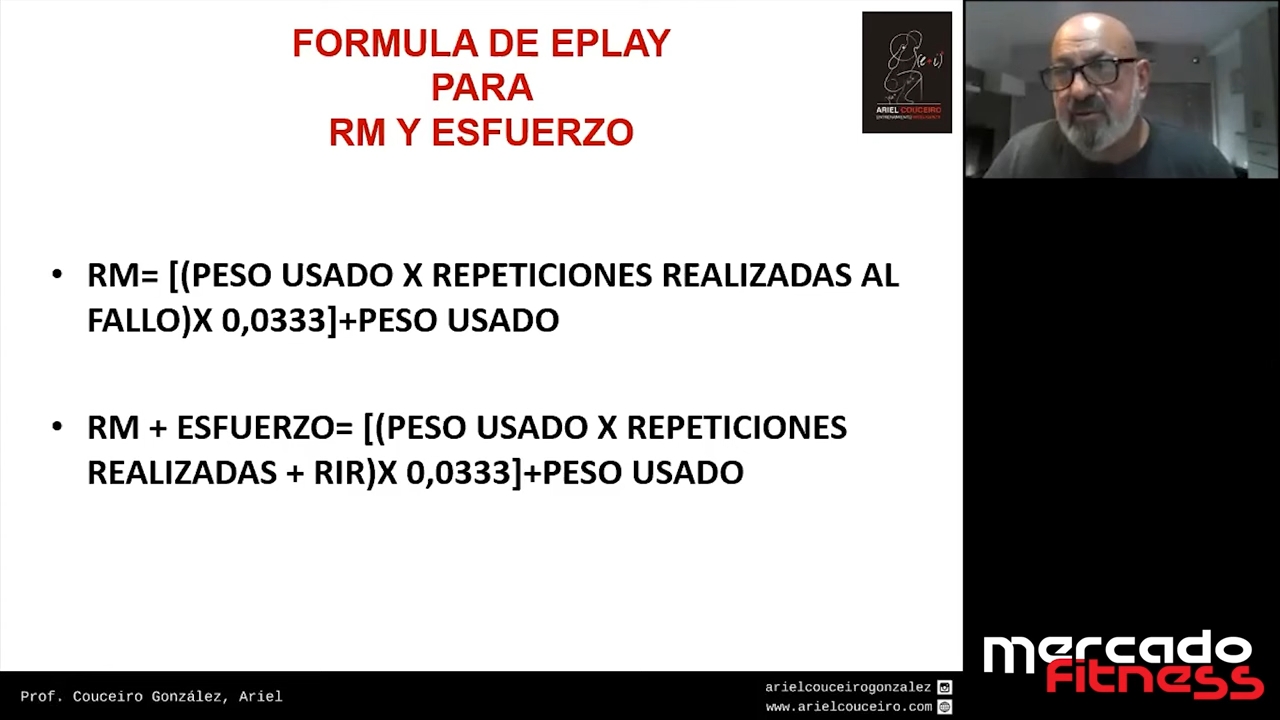 FORMULA DE EPLAY
PARA
RM Y ESFUERZO
ARIEL COUCEIRO
• RM= [(PESO USADO X REPETICIONES REALIZADAS AL
FALLO)X 0,0333]+PESO USADO
• RM + ESFUERZO= [(PESO USADO X REPETICIONES
REALIZADAS + RIR)X 0,0333]+PESO USADO
Prof. Couceiro González, Ariel
arielcouceirogonzalez
www.arielcouceiro.com
mercado
fitness